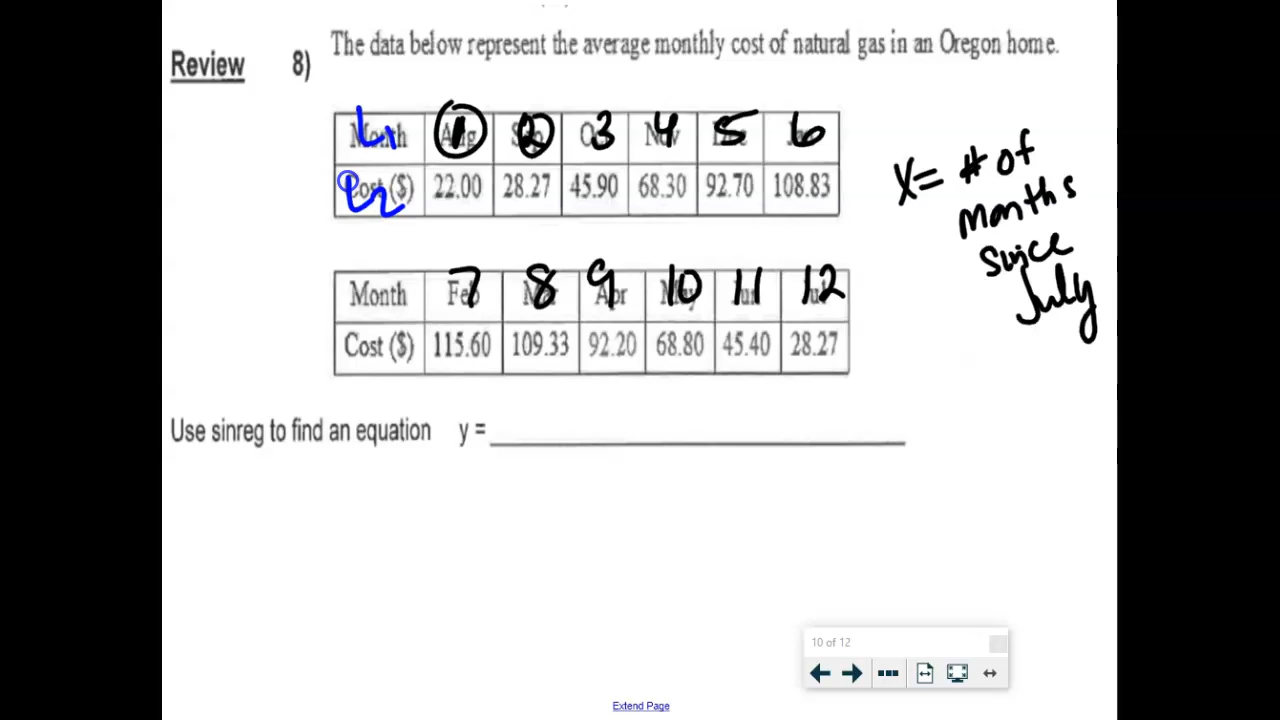 The data below represent the average monthly cost of natural gas in an Oregon home.
Review 8)
L1 1 2 3 4 5 6
L2 Cost ($) 22.00 28.27 45.90 68.30 92.70 108.83
x = # of
months
since
July
Month 7 8 9 10 11 12
Cost ($) 115.60 109.33 92.20 68.80 45.40 28.27
Use sinreg to find an equation y =
10 of 12
Extend Page